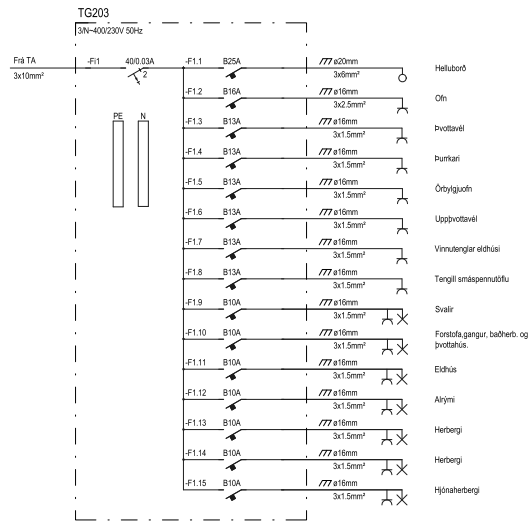 TG203
3/N~400/230V 50Hz
Frá TA -Fi1 40/0.03A -F1.1 B25A ø20mm Helluborð
3x10mm² 2 3x6mm²
-F1.2 B16A ø16mm Ofn
3x2.5mm²
PE N -F1.3 B13A ø16mm Þvottavél
3x1.5mm²
-F1.4 B13A ø16mm Þurrkari
3x1.5mm²
-F1.5 B13A ø16mm Örbylgjuofn
3x1.5mm²
-F1.6 B13A ø16mm Uppþvottavél
3x1.5mm²
-F1.7 B13A ø16mm Vinnutenglar eldhúsi
3x1.5mm²
-F1.8 B13A ø16mm Tengill smáspennutöflu
3x1.5mm²
-F1.9 B10A ø16mm Svalir
3x1.5mm²
-F1.10 B10A ø16mm Forstofa,gangur, baðherb. og
3x1.5mm² þvottahús.
-F1.11 B10A ø16mm Eldhús
3x1.5mm²
-F1.12 B10A ø16mm Alrými
3x1.5mm²
-F1.13 B10A ø16mm Herbergi
3x1.5mm²
-F1.14 B10A ø16mm Herbergi
3x1.5mm²
-F1.15 B10A ø16mm Hjónaherbergi
3x1.5mm²